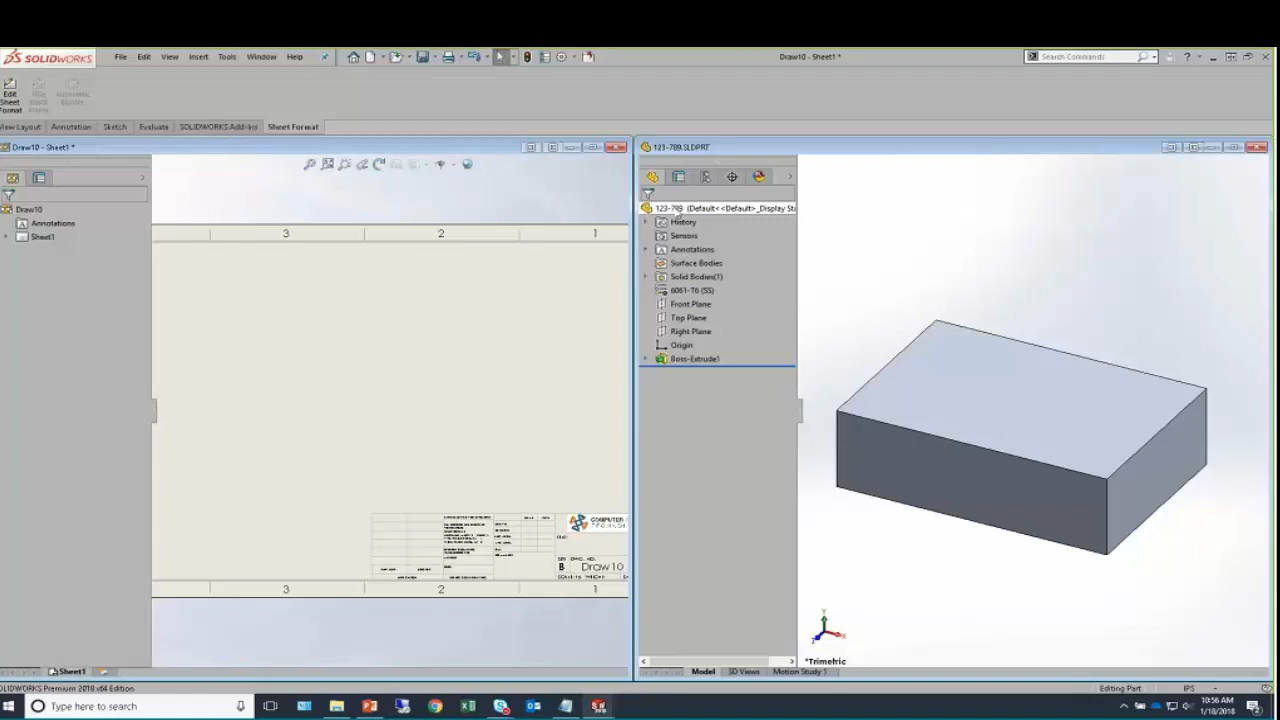 SOLIDWORKS File Edit View Insert Tools Window Help Draw10 - Sheet1 * Search Commands
Edit
Sheet
Format
View Layout Annotation Sketch Evaluate SOLIDWORKS Add-Ins Sheet Format
Draw10 - Sheet1 *
Draw10
Annotations
Sheet1
3 2 1
COMPUTER
B Draw10
3 2 1
Sheet1
123-789.SLDPRT
123-789 (Default<<Default>_Display Sta
History
Sensors
Annotations
Surface Bodies
Solid Bodies(1)
6061-T6 (SS)
Front Plane
Top Plane
Right Plane
Origin
Boss-Extrude1
Y
X
Z
*Trimetric
Model 3D Views Motion Study 1
SOLIDWORKS Premium 2018 x64 Edition Editing Part IPS
Type here to search
10:56 AM
1/18/2018